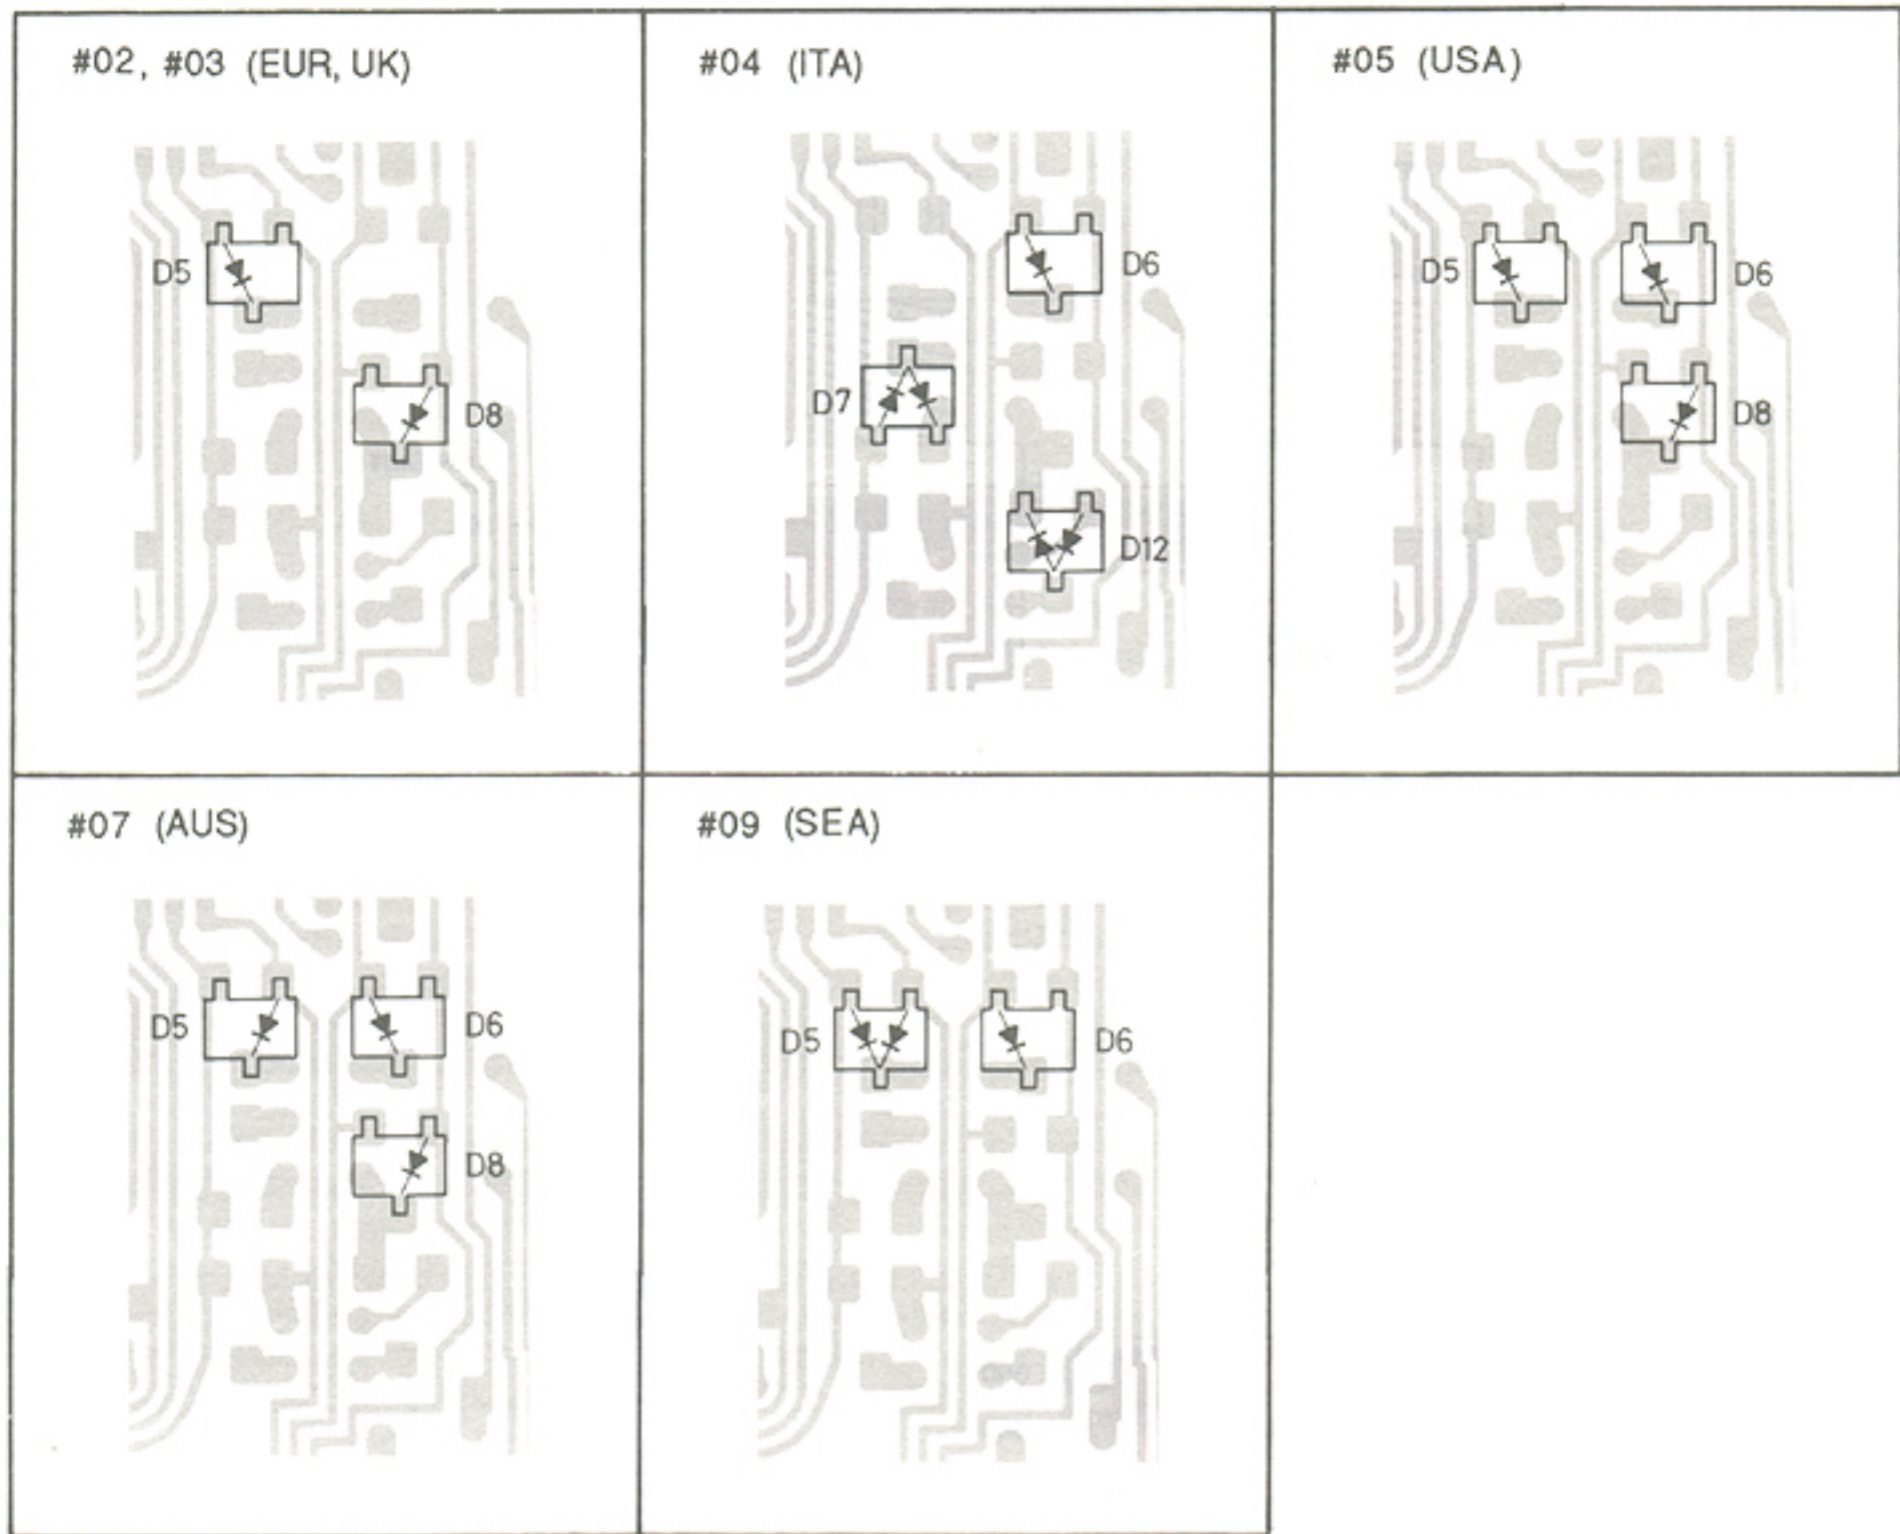 #02, #03 (EUR, UK)
D5
D8
#04 (ITA)
D6
D7
D12
#05 (USA)
D5
D6
D8
#07 (AUS)
D5
D6
D8
#09 (SEA)
D5
D6